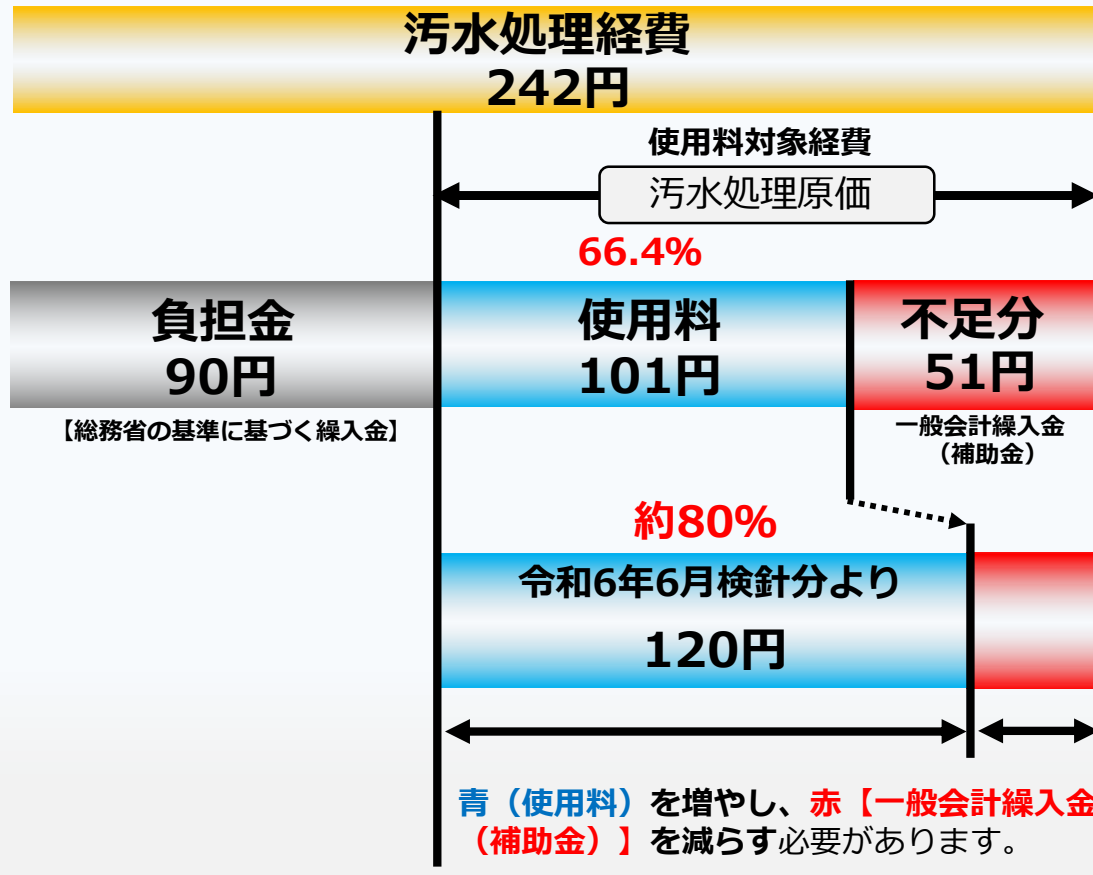 汚水処理経費
242円
使用料対象経費
汚水処理原価
66.4%
負担金
90円
使用料
101円
不足分
51円
【総務省の基準に基づく繰入金】
一般会計繰入金
（補助金）
約80%
令和6年6月検針分より
120円
青（使用料）を増やし、赤【一般会計繰入金
（補助金）】を減らす必要があります。